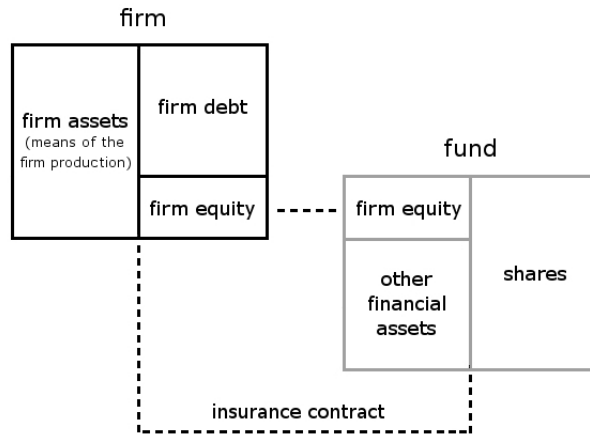 firm
firm assets
(means of the
firm production)
firm debt
firm equity
fund
firm equity
other
financial
assets
shares
insurance contract